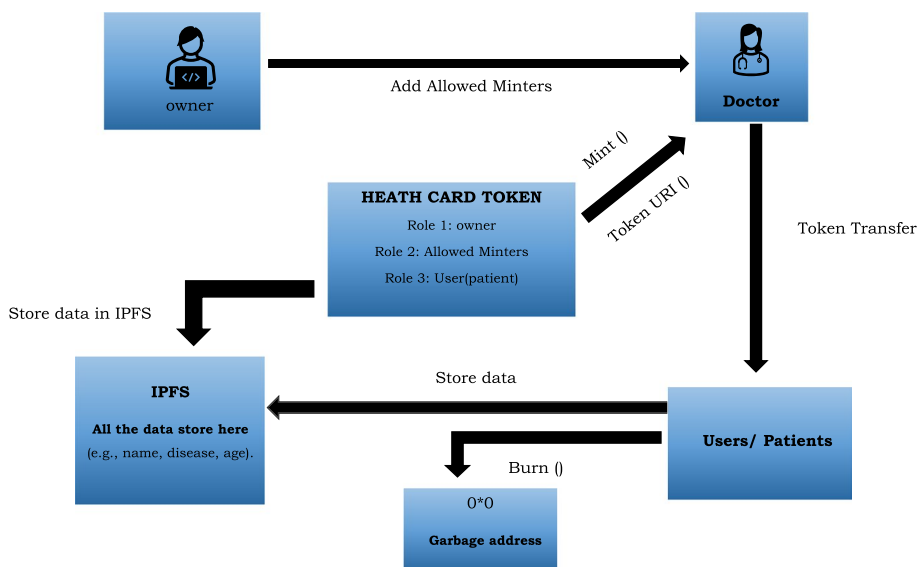 owner
Add Allowed Minters
Doctor
Mint ()
Token URI ()
HEATH CARD TOKEN
Role 1: owner
Role 2: Allowed Minters
Role 3: User(patient)
Token Transfer
Store data in IPFS
IPFS
All the data store here
(e.g., name, disease, age).
Store data
Users/ Patients
Burn ()
0*0
Garbage address